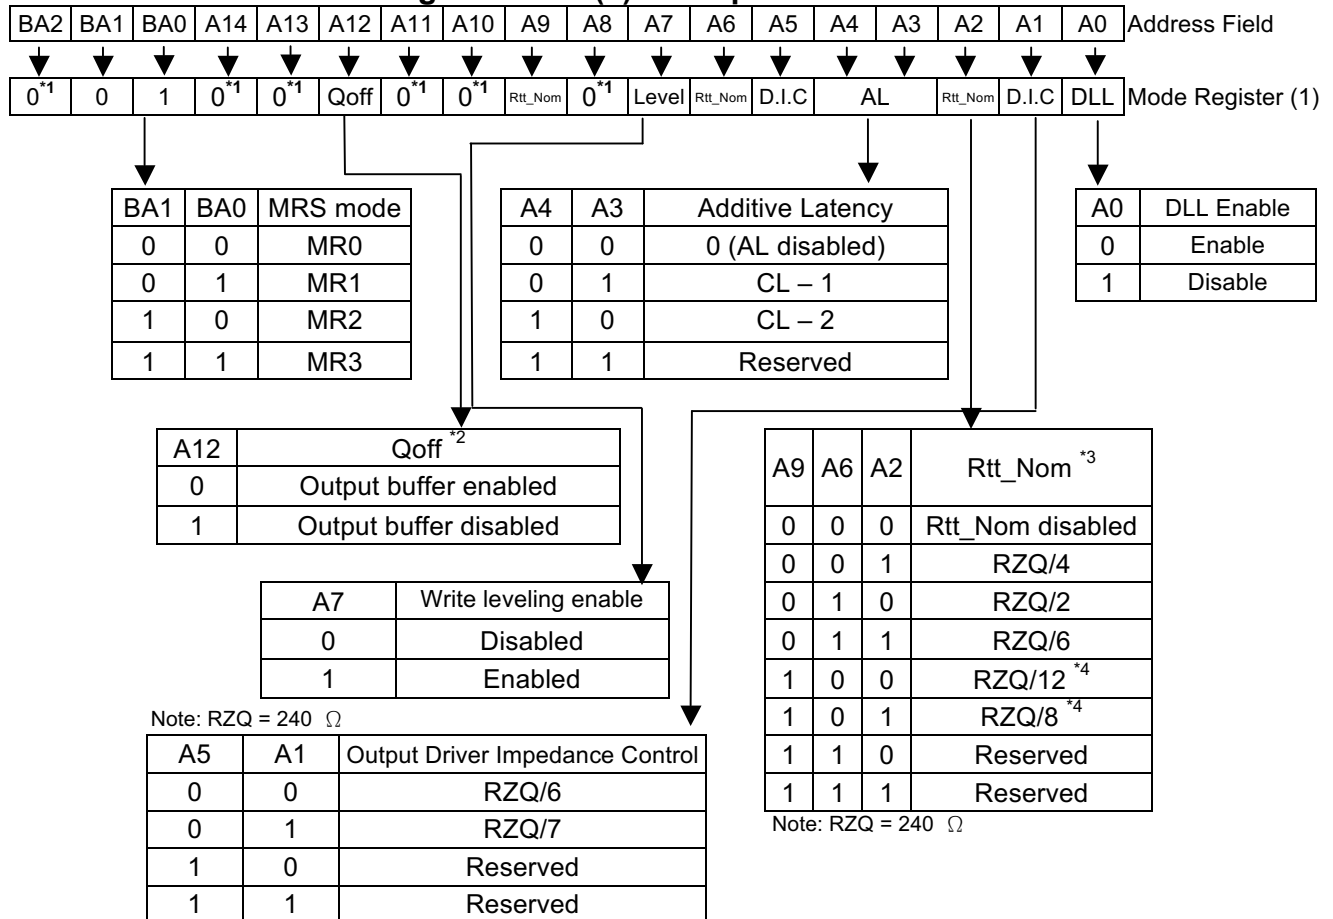 BA2 BA1 BA0 A14 A13 A12 A11 A10 A9 A8 A7 A6 A5 A4 A3 A2 A1 A0 Address Field
0*1 0 1 0*1 0*1 Qoff 0*1 0*1 Rtt_Nom 0*1 Level Rtt_Nom D.I.C AL Rtt_Nom D.I.C DLL Mode Register (1)
BA1 BA0 MRS mode
0 0 MR0
0 1 MR1
1 0 MR2
1 1 MR3
A4 A3 Additive Latency
0 0 0 (AL disabled)
0 1 CL – 1
1 0 CL – 2
1 1 Reserved
A0 DLL Enable
0 Enable
1 Disable
A12 Qoff *2
0 Output buffer enabled
1 Output buffer disabled
A7 Write leveling enable
0 Disabled
1 Enabled
Note: RZQ = 240 Ω
A5 A1 Output Driver Impedance Control
0 0 RZQ/6
0 1 RZQ/7
1 0 Reserved
1 1 Reserved
A9 A6 A2 Rtt_Nom *3
0 0 0 Rtt_Nom disabled
0 0 1 RZQ/4
0 1 0 RZQ/2
0 1 1 RZQ/6
1 0 0 RZQ/12 *4
1 0 1 RZQ/8 *4
1 1 0 Reserved
1 1 1 Reserved
Note: RZQ = 240 Ω